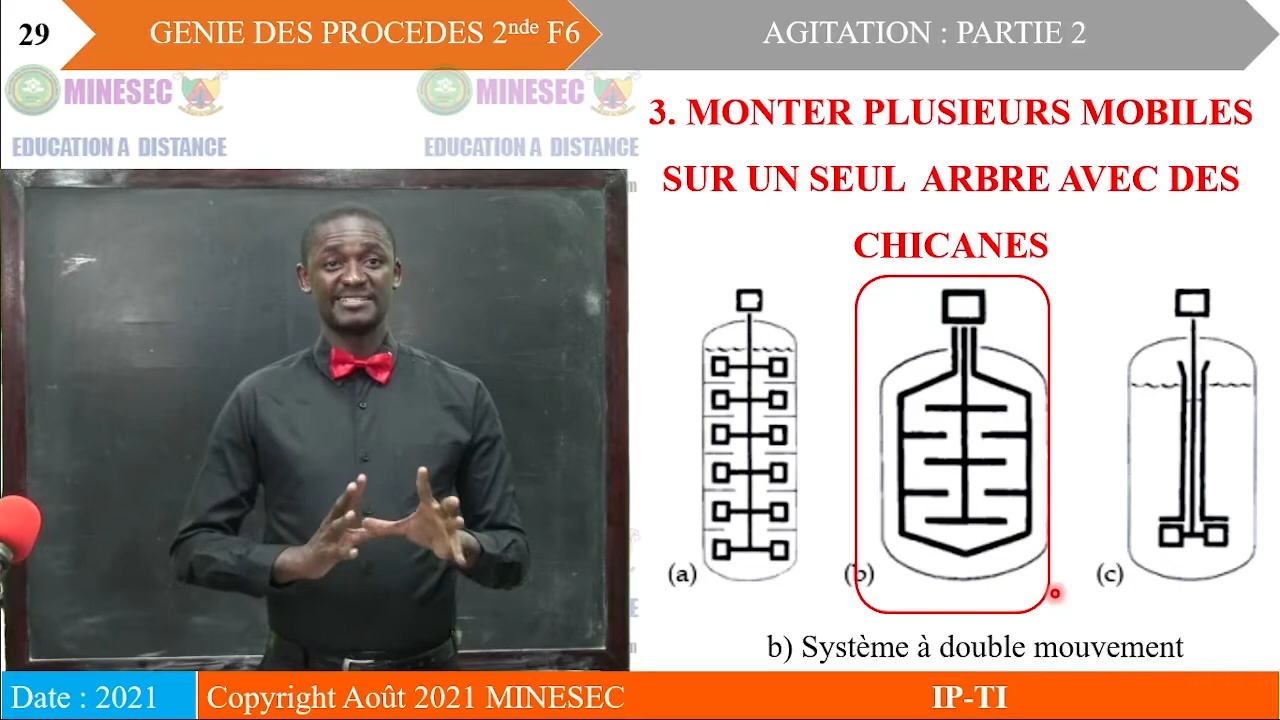 29
GENIE DES PROCEDES 2nde F6
AGITATION : PARTIE 2
MINESEC
EDUCATION A DISTANCE
MINESEC
EDUCATION A DISTANCE
3. MONTER PLUSIEURS MOBILES
SUR UN SEUL ARBRE AVEC DES
CHICANES
(a)
(b)
(c)
b) Système à double mouvement
Date : 2021
Copyright Août 2021 MINESEC
IP-TI